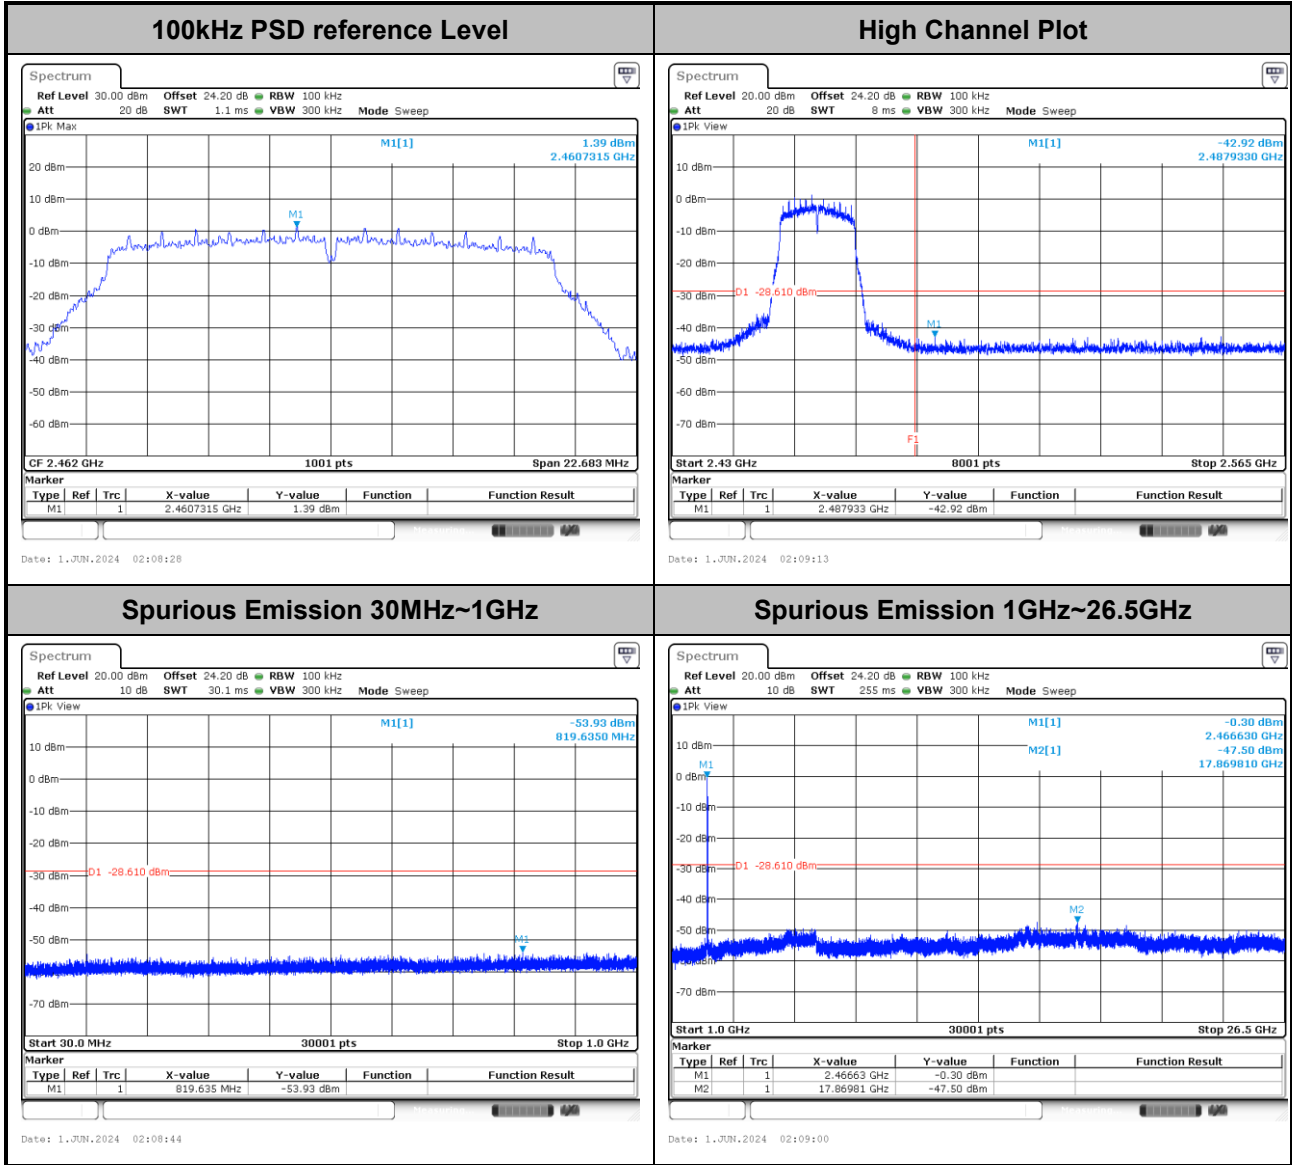 100kHz PSD reference Level
Spectrum
Ref Level 30.00 dBm Offset 24.20 dB RBW 100 kHz
Att 20 dB SWT 1.1 ms VBW 300 kHz Mode Sweep
1Pk Max
M1[1] 1.39 dBm
2.4607315 GHz
20 dBm
10 dBm
M1
0 dBm
-10 dBm
-20 dBm
-30 dBm
-40 dBm
-50 dBm
-60 dBm
CF 2.462 GHz 1001 pts Span 22.683 MHz
Marker
Type Ref Trc X-value Y-value Function Function Result
M1 1 2.4607315 GHz 1.39 dBm
Date: 1.JUN.2024 02:08:28
High Channel Plot
Spectrum
Ref Level 20.00 dBm Offset 24.20 dB RBW 100 kHz
Att 20 dB SWT 8 ms VBW 300 kHz Mode Sweep
1Pk View
M1[1] -42.92 dBm
2.4879330 GHz
10 dBm
0 dBm
-10 dBm
-20 dBm
D1 -28.610 dBm
-30 dBm
M1
-40 dBm
-50 dBm
-60 dBm
-70 dBm
F1
Start 2.43 GHz 8001 pts Stop 2.565 GHz
Marker
Type Ref Trc X-value Y-value Function Function Result
M1 1 2.487933 GHz -42.92 dBm
Date: 1.JUN.2024 02:09:13
Spurious Emission 30MHz~1GHz
Spectrum
Ref Level 20.00 dBm Offset 24.20 dB RBW 100 kHz
Att 10 dB SWT 30.1 ms VBW 300 kHz Mode Sweep
1Pk View
M1[1] -53.93 dBm
819.6350 MHz
10 dBm
0 dBm
-10 dBm
-20 dBm
D1 -28.610 dBm
-30 dBm
-40 dBm
-50 dBm
M1
-70 dBm
Start 30.0 MHz 30001 pts Stop 1.0 GHz
Marker
Type Ref Trc X-value Y-value Function Function Result
M1 1 819.635 MHz -53.93 dBm
Date: 1.JUN.2024 02:08:44
Spurious Emission 1GHz~26.5GHz
Spectrum
Ref Level 20.00 dBm Offset 24.20 dB RBW 100 kHz
Att 10 dB SWT 255 ms VBW 300 kHz Mode Sweep
1Pk View
M1[1] -0.30 dBm
2.466630 GHz
10 dBm
M2[1] -47.50 dBm
17.869810 GHz
M1
0 dBm
-10 dBm
-20 dBm
D1 -28.610 dBm
-30 dBm
-40 dBm
M2
-50 dBm
-70 dBm
Start 1.0 GHz 30001 pts Stop 26.5 GHz
Marker
Type Ref Trc X-value Y-value Function Function Result
M1 1 2.46663 GHz -0.30 dBm
M2 1 17.86981 GHz -47.50 dBm
Date: 1.JUN.2024 02:09:00